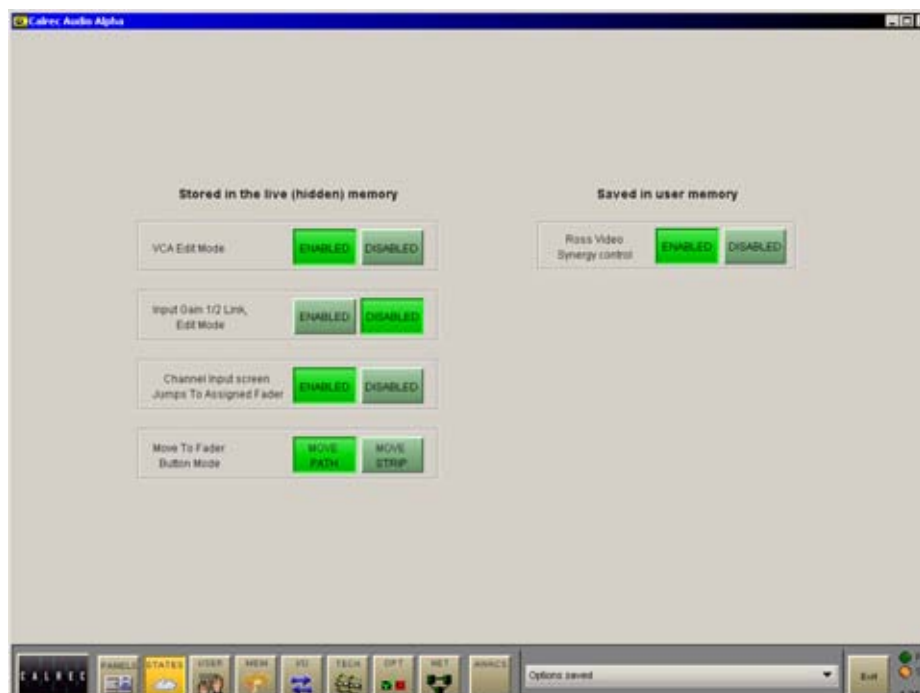 Calrec Audio Alpha
Stored in the live (hidden) memory
VCA Edit Mode
ENABLED DISABLED
Input Gain 1/2 Link,
Edit Mode
ENABLED DISABLED
Channel Input screen
Jumps To Assigned Fader
ENABLED DISABLED
Move To Fader
Button Mode
MOVE PATH
MOVE STRIP
Saved in user memory
Ross Video
Synergy control
ENABLED DISABLED
CALREC
PANELS STATES USER MEM I/O TECH OPT NET AWACS
Options saved
Exit